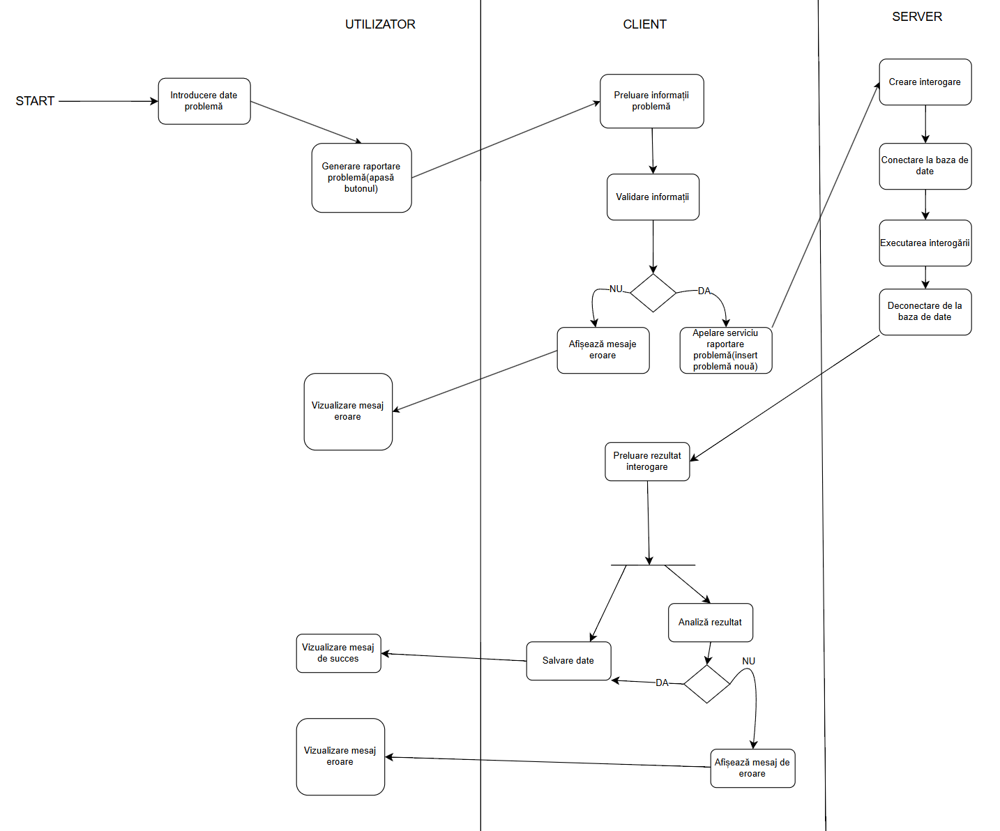 UTILIZATOR
CLIENT
SERVER
START
Introducere date
problemă
Generare raportare
problemă(apasă
butonul)
Preluare informații
problemă
Validare informații
NU
DA
Afișează mesaje
eroare
Apelare serviciu
raportare
problemă(insert
problemă nouă)
Creare interogare
Conectare la baza de
date
Executarea interogării
Deconectare de la
baza de date
Vizualizare mesaj
eroare
Preluare rezultat
interogare
Analiză rezultat
Salvare date
Vizualizare mesaj
de succes
DA
NU
Afișează mesaj de
eroare
Vizualizare mesaj
eroare